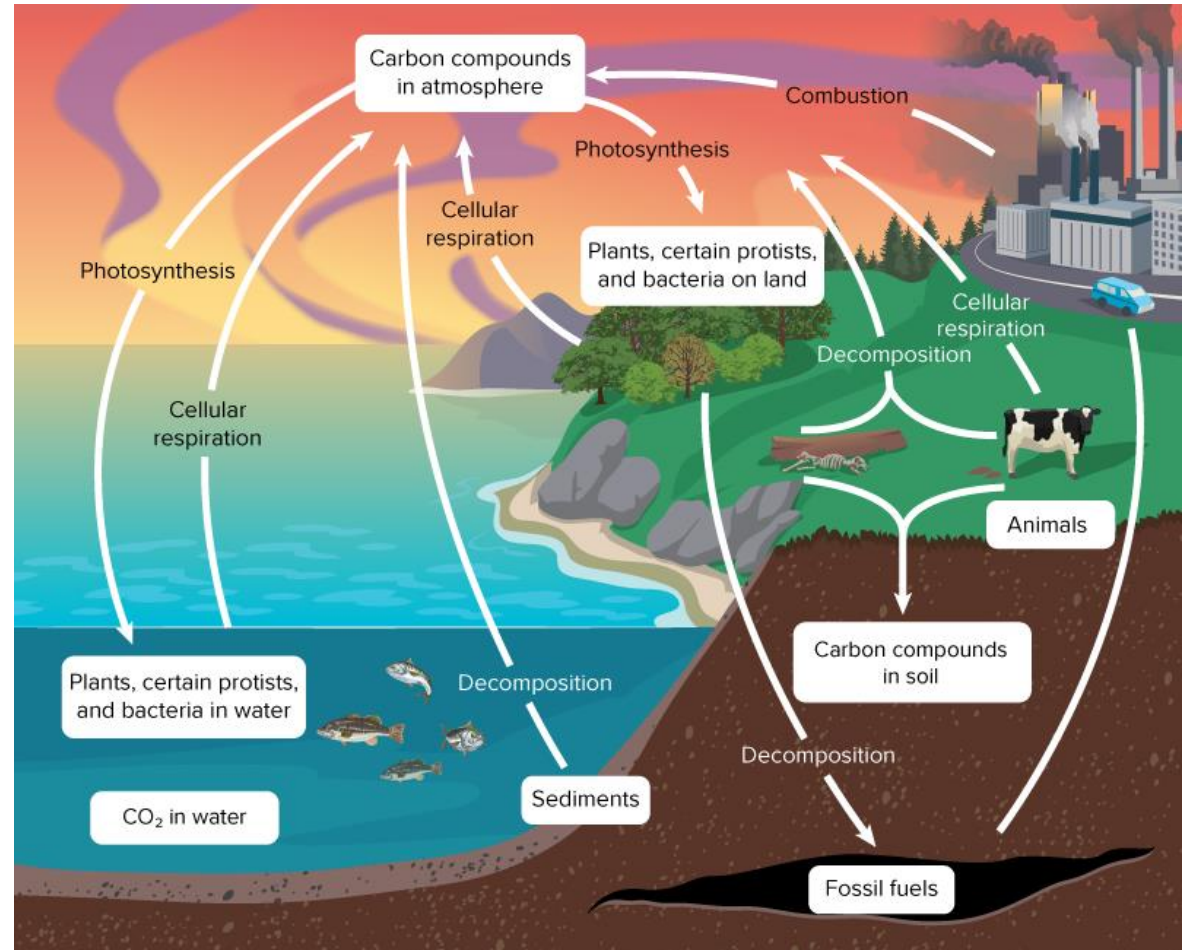 Carbon compounds
in atmosphere
Combustion
Photosynthesis
Cellular
respiration
Plants, certain protists,
and bacteria on land
Photosynthesis
Cellular
respiration
Decomposition
Cellular
respiration
Animals
Carbon compounds
in soil
Plants, certain protists,
and bacteria in water
Decomposition
Decomposition
Sediments
CO₂ in water
Fossil fuels